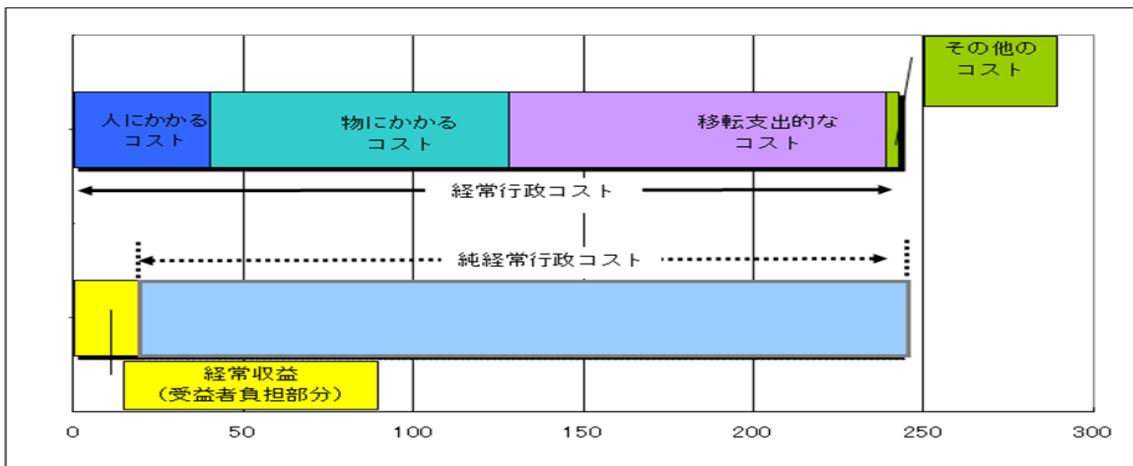 その他の
コスト
人にかかる
コスト
物にかかる
コスト
移転支出的な
コスト
経常行政コスト
純経常行政コスト
経常収益
（受益者負担部分）
0 50 100 150 200 250 300